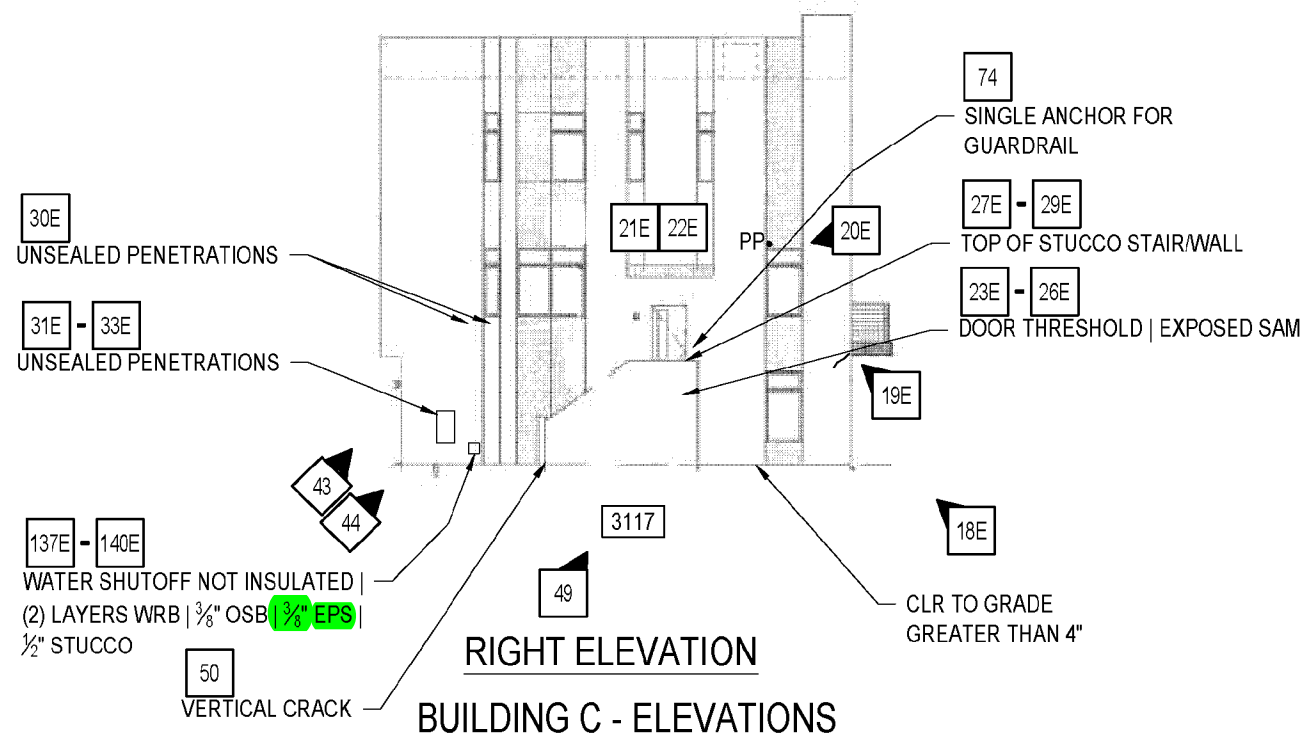 74
SINGLE ANCHOR FOR
GUARDRAIL
27E - 29E
TOP OF STUCCO STAIR/WALL
23E - 26E
DOOR THRESHOLD | EXPOSED SAM
30E
UNSEALED PENETRATIONS
31E - 33E
UNSEALED PENETRATIONS
21E 22E
PP
20E
19E
43
44
3117
18E
49
137E - 140E
WATER SHUTOFF NOT INSULATED |
(2) LAYERS WRB | 3/8" OSB | 3/8" EPS |
1/2" STUCCO
CLR TO GRADE
GREATER THAN 4"
50
VERTICAL CRACK
RIGHT ELEVATION
BUILDING C - ELEVATIONS